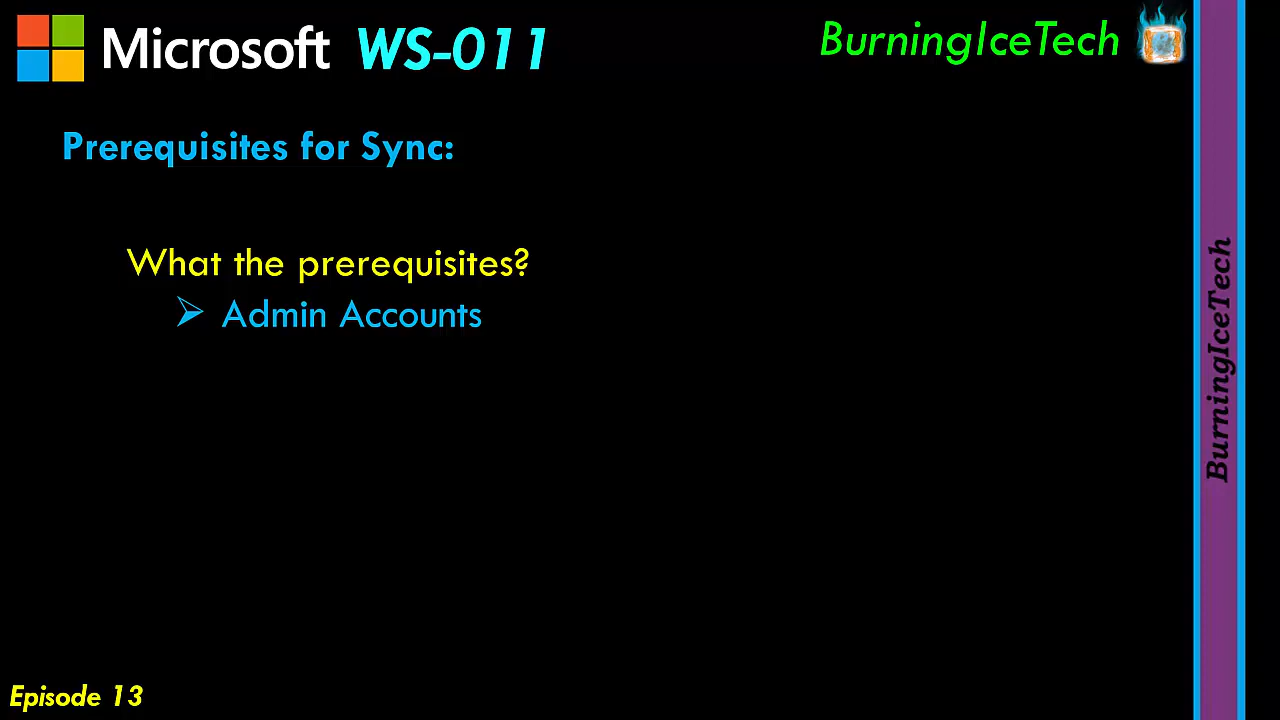 Microsoft WS-011
BurningIceTech
Prerequisites for Sync:
What the prerequisites?
➢ Admin Accounts
BurningIceTech
Episode 13